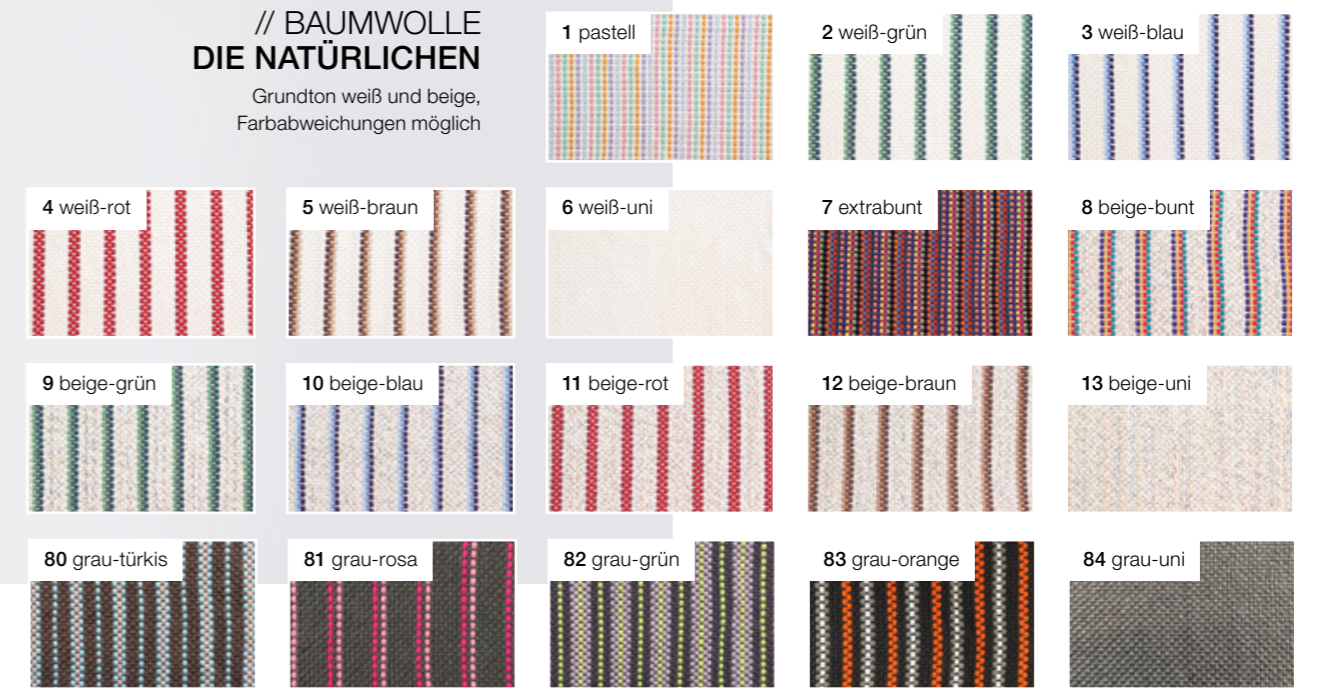 // BAUMWOLLE
DIE NATÜRLICHEN
Grundton weiß und beige,
Farbabweichungen möglich
1 pastell
2 weiß-grün
3 weiß-blau
4 weiß-rot
5 weiß-braun
6 weiß-uni
7 extrabunt
8 beige-bunt
9 beige-grün
10 beige-blau
11 beige-rot
12 beige-braun
13 beige-uni
80 grau-türkis
81 grau-rosa
82 grau-grün
83 grau-orange
84 grau-uni